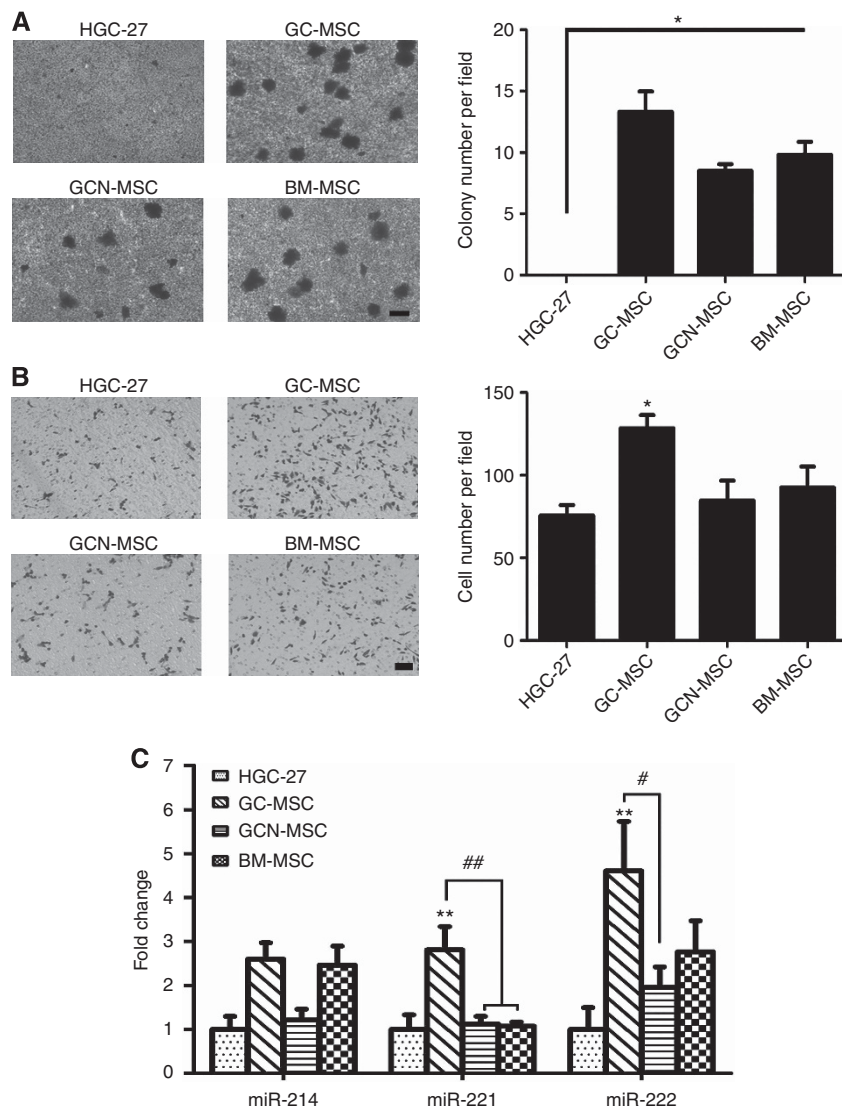 A
HGC-27
GC-MSC
GCN-MSC
BM-MSC
Colony number per field
20
15
10
5
0
*
HGC-27
GC-MSC
GCN-MSC
BM-MSC
B
HGC-27
GC-MSC
GCN-MSC
BM-MSC
Cell number per field
150
100
50
0
*
HGC-27
GC-MSC
GCN-MSC
BM-MSC
C
Fold change
7
6
5
4
3
2
1
0
HGC-27
GC-MSC
GCN-MSC
BM-MSC
##
**
#
**
miR-214
miR-221
miR-222